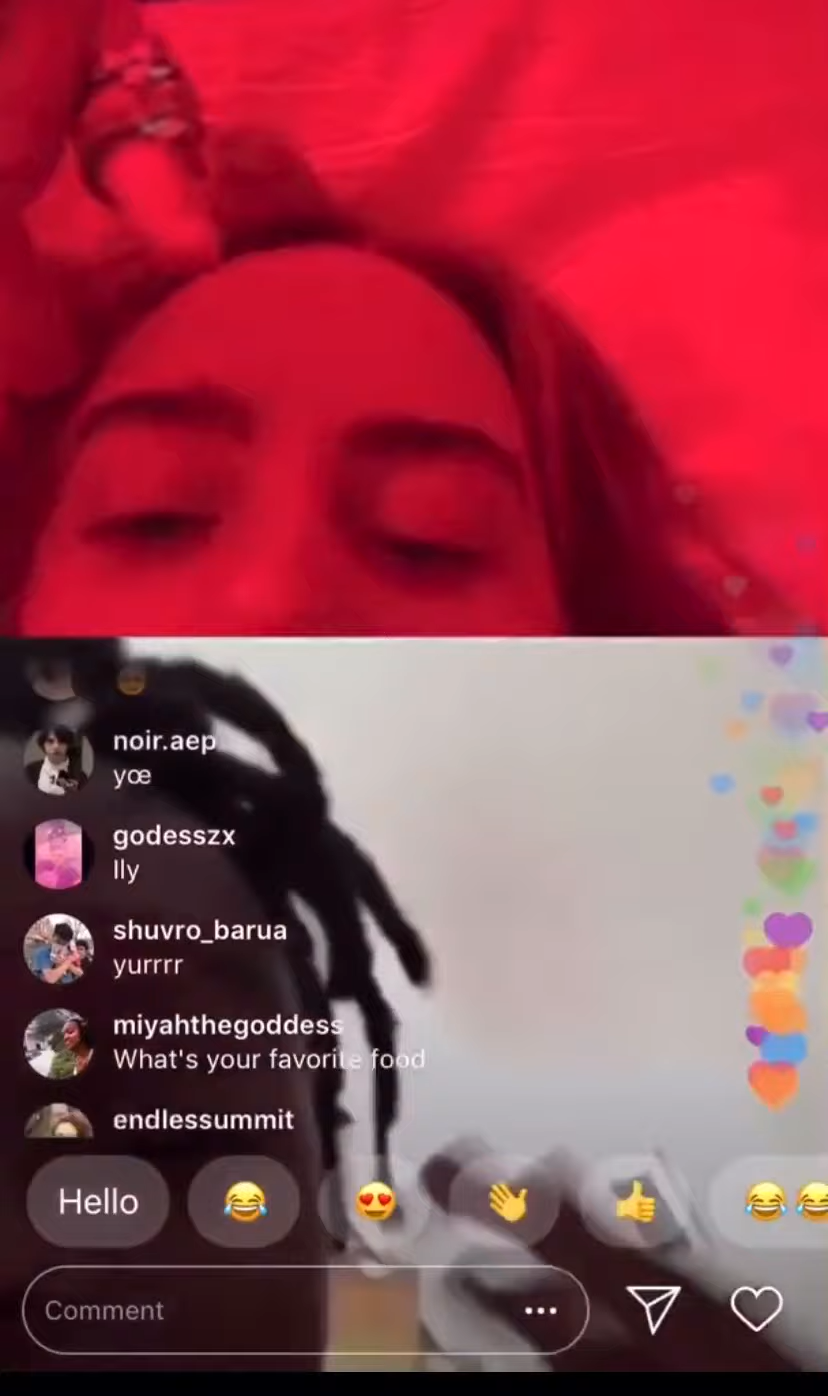 noir.aep
yœ
godesszx
lly
shuvro_barua
yurrrr
miyahthegoddess
What's your favorite food
endlessummit
Hello
Comment